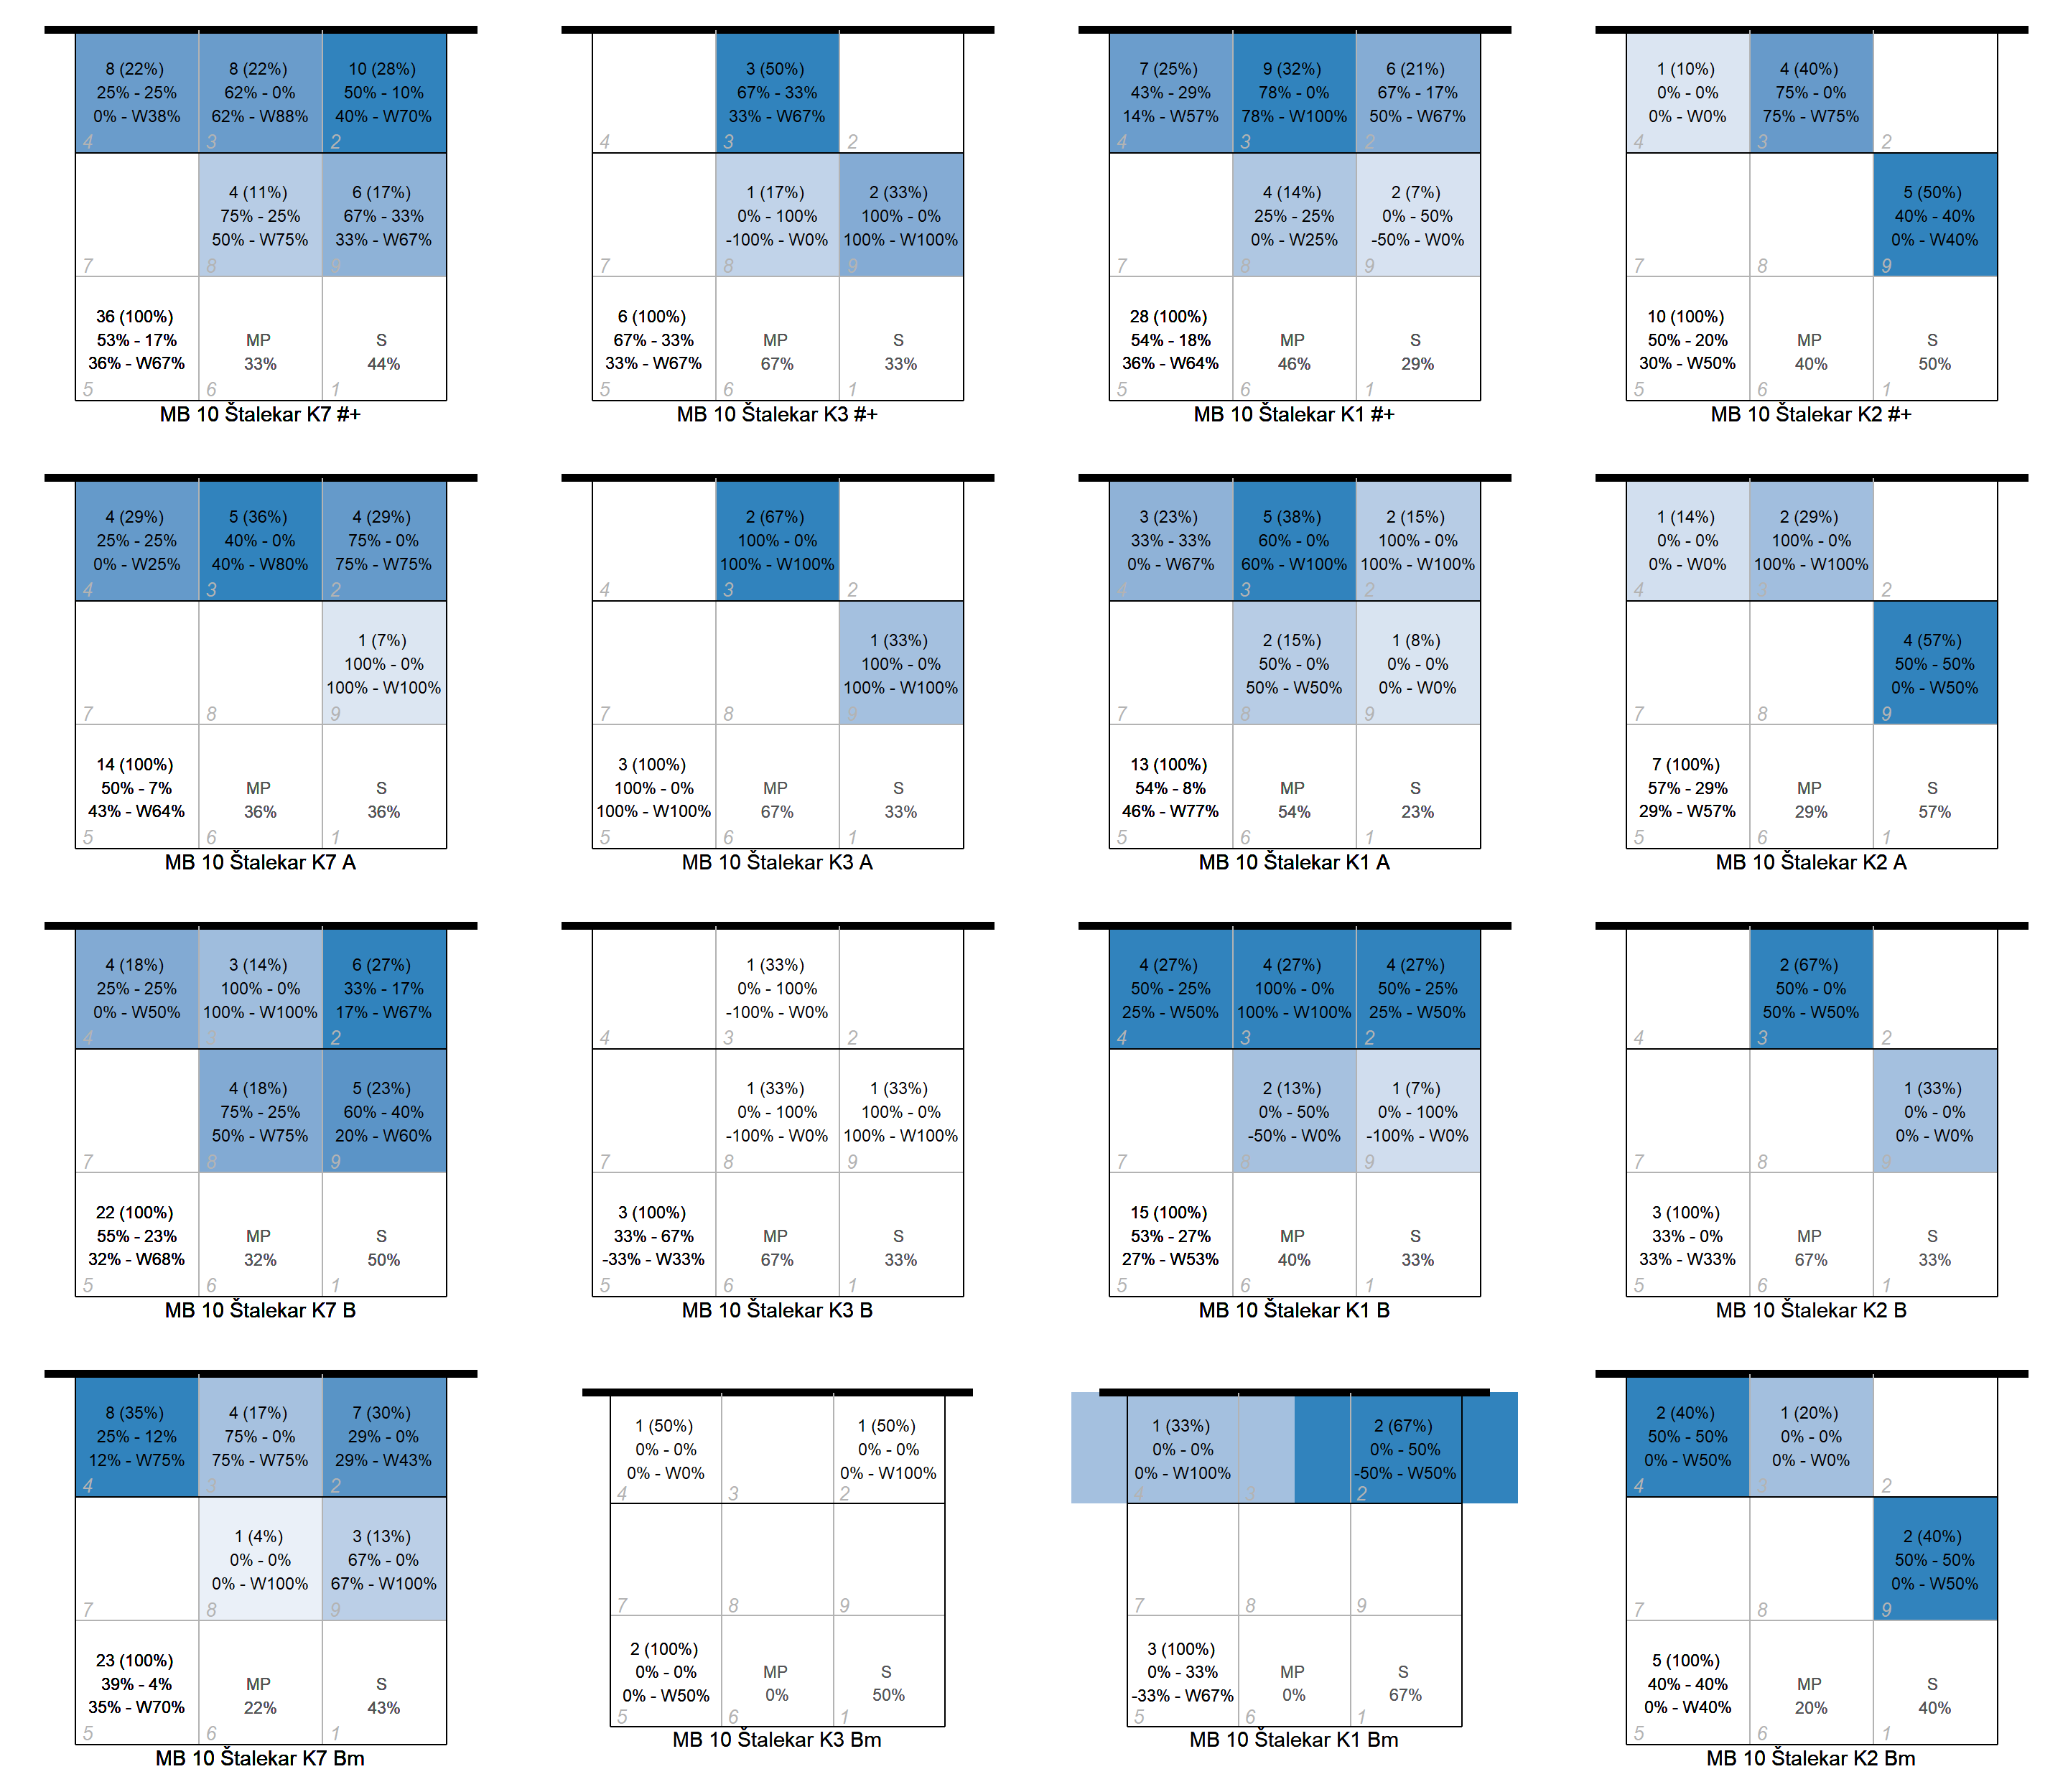 8 (22%)
25% - 25%
0% - W38%
4
8 (22%)
62% - 0%
62% - W88%
3
10 (28%)
50% - 10%
40% - W70%
2
7
4 (11%)
75% - 25%
50% - W75%
8
6 (17%)
67% - 33%
33% - W67%
9
36 (100%)
53% - 17%
36% - W67%
5
MP
33%
6
S
44%
1
MB 10 Štalekar K7 #+
4
3 (50%)
67% - 33%
33% - W67%
3
2
7
1 (17%)
0% - 100%
-100% - W0%
8
2 (33%)
100% - 0%
100% - W100%
9
6 (100%)
67% - 33%
33% - W67%
5
MP
67%
6
S
33%
1
MB 10 Štalekar K3 #+
7 (25%)
43% - 29%
14% - W57%
4
9 (32%)
78% - 0%
78% - W100%
3
6 (21%)
67% - 17%
50% - W67%
2
7
4 (14%)
25% - 25%
0% - W25%
8
2 (7%)
0% - 50%
-50% - W0%
9
28 (100%)
54% - 18%
36% - W64%
5
MP
46%
6
S
29%
1
MB 10 Štalekar K1 #+
1 (10%)
0% - 0%
0% - W0%
4
4 (40%)
75% - 0%
75% - W75%
3
2
7
8
5 (50%)
40% - 40%
0% - W40%
9
10 (100%)
50% - 20%
30% - W50%
5
MP
40%
6
S
50%
1
MB 10 Štalekar K2 #+
4 (29%)
25% - 25%
0% - W25%
4
5 (36%)
40% - 0%
40% - W80%
3
4 (29%)
75% - 0%
75% - W75%
2
7
8
1 (7%)
100% - 0%
100% - W100%
9
14 (100%)
50% - 7%
43% - W64%
5
MP
36%
6
S
36%
1
MB 10 Štalekar K7 A
4
2 (67%)
100% - 0%
100% - W100%
3
2
7
8
1 (33%)
100% - 0%
100% - W100%
9
3 (100%)
100% - 0%
100% - W100%
5
MP
67%
6
S
33%
1
MB 10 Štalekar K3 A
3 (23%)
33% - 33%
0% - W67%
4
5 (38%)
60% - 0%
60% - W100%
3
2 (15%)
100% - 0%
100% - W100%
2
7
2 (15%)
50% - 0%
50% - W50%
8
1 (8%)
0% - 0%
0% - W0%
9
13 (100%)
54% - 8%
46% - W77%
5
MP
54%
6
S
23%
1
MB 10 Štalekar K1 A
1 (14%)
0% - 0%
0% - W0%
4
2 (29%)
100% - 0%
100% - W100%
3
2
7
8
4 (57%)
50% - 50%
0% - W50%
9
7 (100%)
57% - 29%
29% - W57%
5
MP
29%
6
S
57%
1
MB 10 Štalekar K2 A
4 (18%)
25% - 25%
0% - W50%
4
3 (14%)
100% - 0%
100% - W100%
3
6 (27%)
33% - 17%
17% - W67%
2
7
4 (18%)
75% - 25%
50% - W75%
8
5 (23%)
60% - 40%
20% - W60%
9
22 (100%)
55% - 23%
32% - W68%
5
MP
32%
6
S
50%
1
MB 10 Štalekar K7 B
4
1 (33%)
0% - 100%
-100% - W0%
3
2
7
1 (33%)
0% - 100%
-100% - W0%
8
1 (33%)
100% - 0%
100% - W100%
9
3 (100%)
33% - 67%
-33% - W33%
5
MP
67%
6
S
33%
1
MB 10 Štalekar K3 B
4 (27%)
50% - 25%
25% - W50%
4
4 (27%)
100% - 0%
100% - W100%
3
4 (27%)
50% - 25%
25% - W50%
2
7
2 (13%)
0% - 50%
-50% - W0%
8
1 (7%)
0% - 100%
-100% - W0%
9
15 (100%)
53% - 27%
27% - W53%
5
MP
40%
6
S
33%
1
MB 10 Štalekar K1 B
4
2 (67%)
50% - 0%
50% - W50%
3
2
7
8
1 (33%)
0% - 0%
0% - W0%
9
3 (100%)
33% - 0%
33% - W33%
5
MP
67%
6
S
33%
1
MB 10 Štalekar K2 B
8 (35%)
25% - 12%
12% - W75%
4
4 (17%)
75% - 0%
75% - W75%
3
7 (30%)
29% - 0%
29% - W43%
2
7
1 (4%)
0% - 0%
0% - W100%
8
3 (13%)
67% - 0%
67% - W100%
9
23 (100%)
39% - 4%
35% - W70%
5
MP
22%
6
S
43%
1
MB 10 Štalekar K7 Bm
1 (50%)
0% - 0%
0% - W0%
4
3
1 (50%)
0% - 0%
0% - W100%
2
7
8
9
2 (100%)
0% - 0%
0% - W50%
5
MP
0%
6
S
50%
1
MB 10 Štalekar K3 Bm
1 (33%)
0% - 0%
0% - W100%
4
3
2 (67%)
0% - 50%
-50% - W50%
2
7
8
9
3 (100%)
0% - 33%
-33% - W67%
5
MP
0%
6
S
67%
1
MB 10 Štalekar K1 Bm
2 (40%)
50% - 50%
0% - W50%
4
1 (20%)
0% - 0%
0% - W0%
3
2
7
8
2 (40%)
50% - 50%
0% - W50%
9
5 (100%)
40% - 40%
0% - W40%
5
MP
20%
6
S
40%
1
MB 10 Štalekar K2 Bm